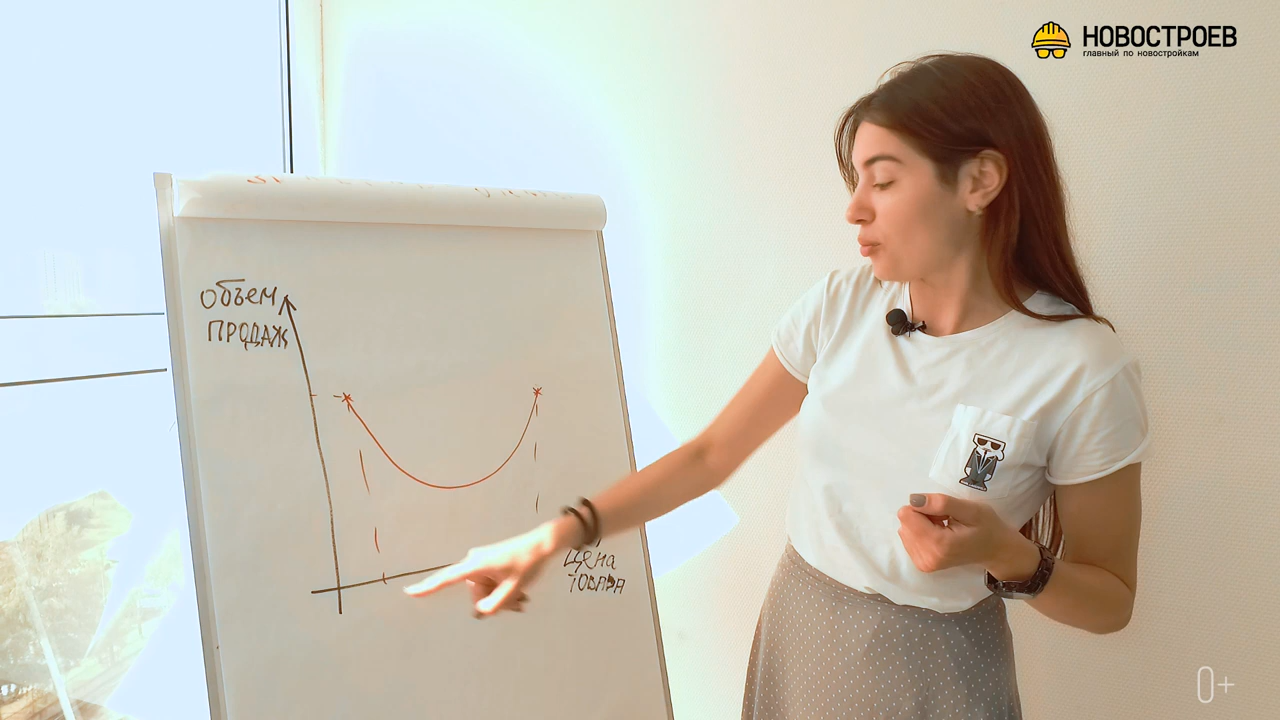 НОВОСТРОЕВ
главный по новостройкам
Объем
ПРОДАЖ
Цена
ТОВАРА
0+